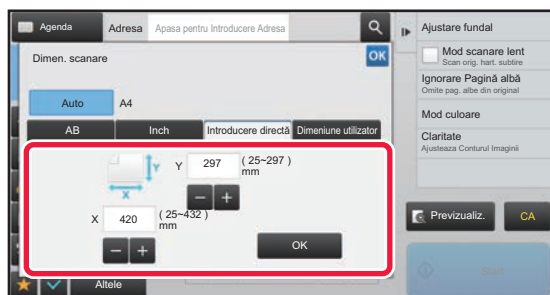 Agenda
Adresa
Apasa pentru Introducere Adresa
Dimen. scanare
OK
Auto
A4
AB
Inch
Introducere directă
Dimeniune utilizator
Y
X
Y
297
( 25~297 )
mm
X
420
( 25~432 )
mm
OK
Altele
Ajustare fundal
Mod scanare lent
Scan orig. hart. subtire
Ignorare Pagină albă
Omite pag. albe din original
Mod culoare
Claritate
Ajusteaza Conturul Imaginii
Previzualiz.
CA